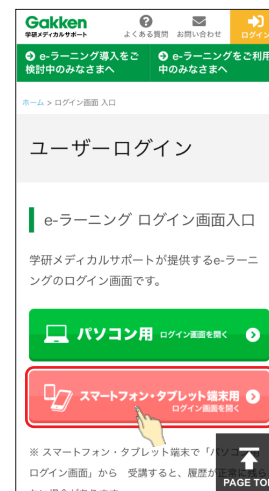 Gakken
学研メディカルサポート
よくある質問
お問い合わせ
ログイン
e-ラーニング導入をご
検討中のみなさまへ
e-ラーニングをご利用
中のみなさまへ
ホーム > ログイン画面 入口
ユーザーログイン
e-ラーニング ログイン画面入口
学研メディカルサポートが提供するe-ラーニ
ングのログイン画面です。
パソコン用 ログイン画面を開く
スマートフォン・タブレット端末用
ログイン画面を開く
※ スマートフォン・タブレット端末で「パソコン用
ログイン画面」から 受講すると、履歴が正常に
PAGE TOP